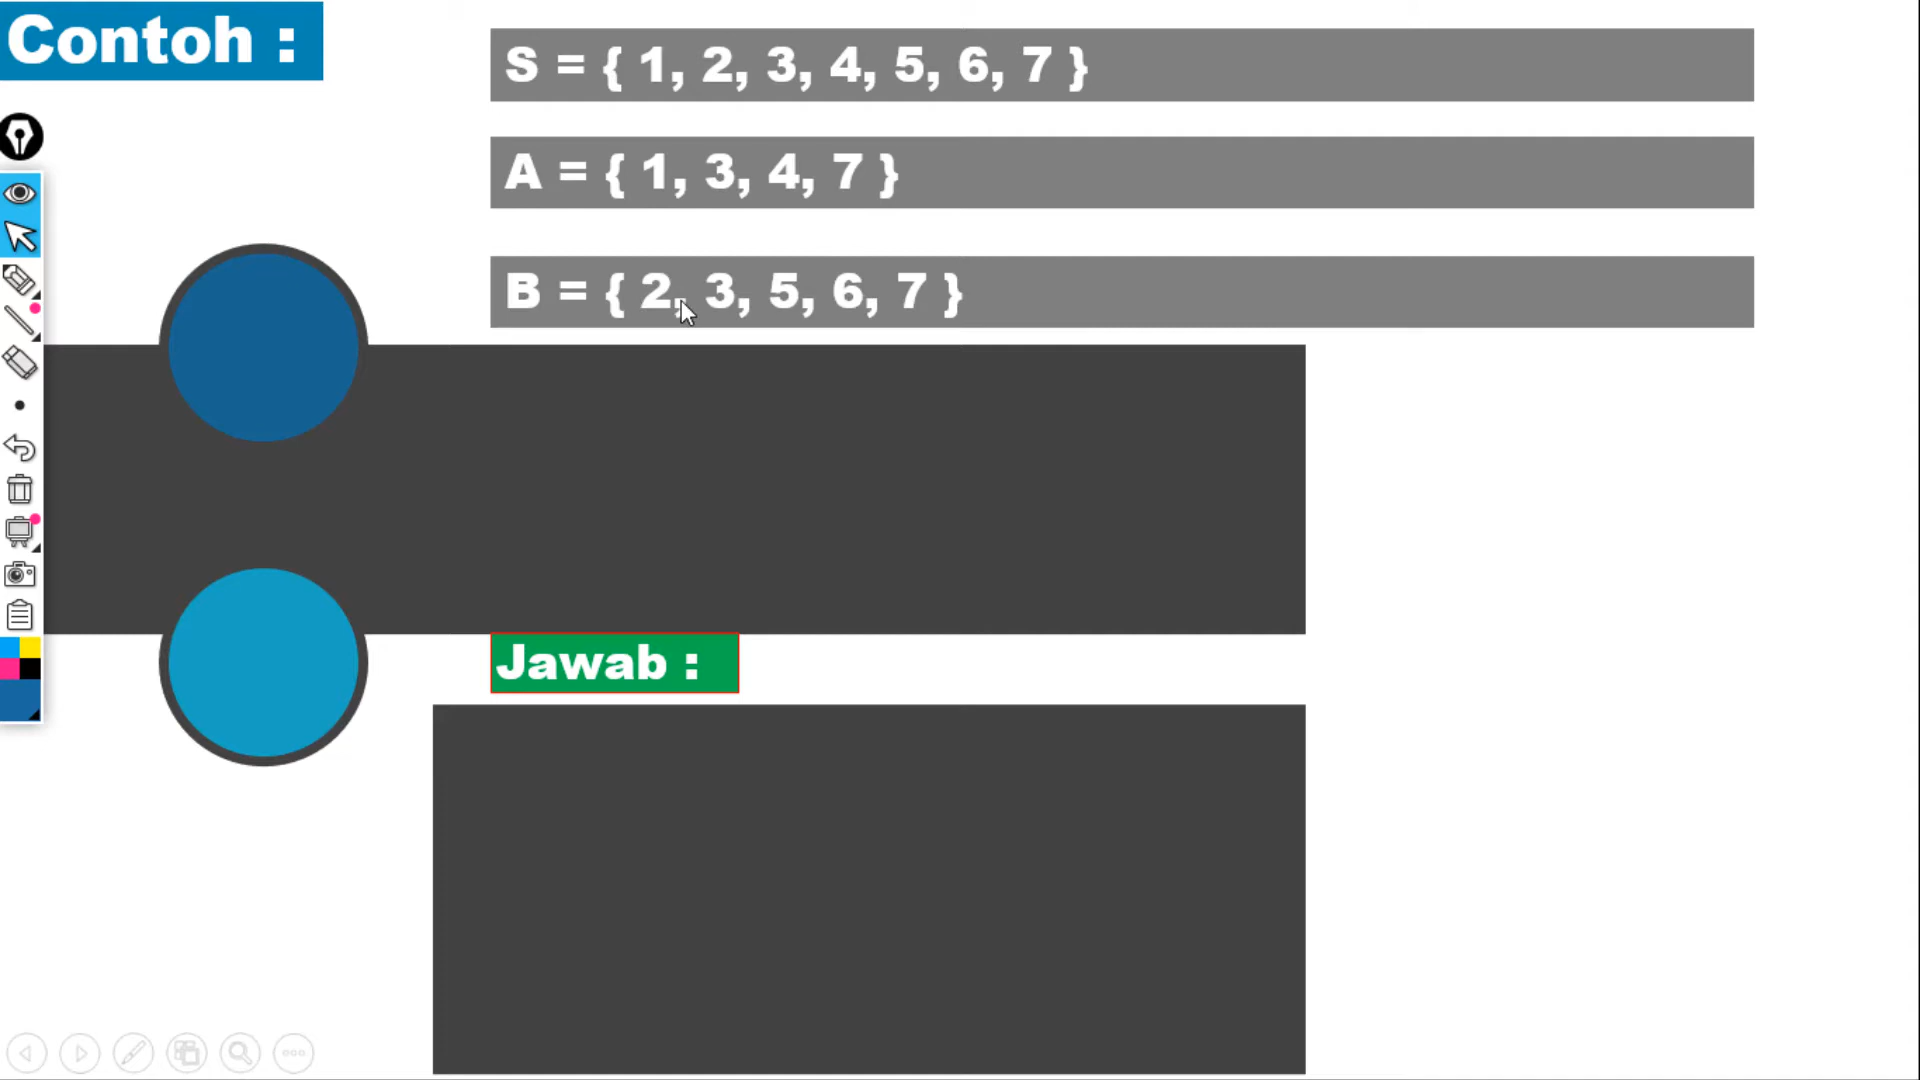 Contoh :
S = { 1, 2, 3, 4, 5, 6, 7 }
A = { 1, 3, 4, 7 }
B = { 2, 3, 5, 6, 7 }
Jawab :